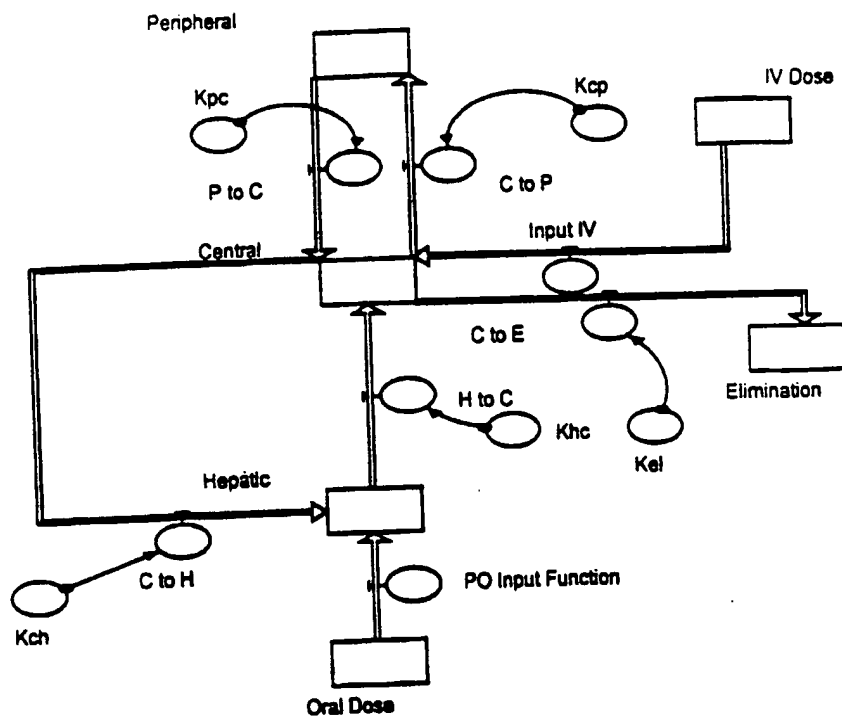 Peripheral
IV Dose
Kpc
Kcp
P to C
C to P
Input IV
Central
C to E
Elimination
H to C
Khc
Kel
Hepatic
C to H
PO Input Function
Kch
Oral Dose